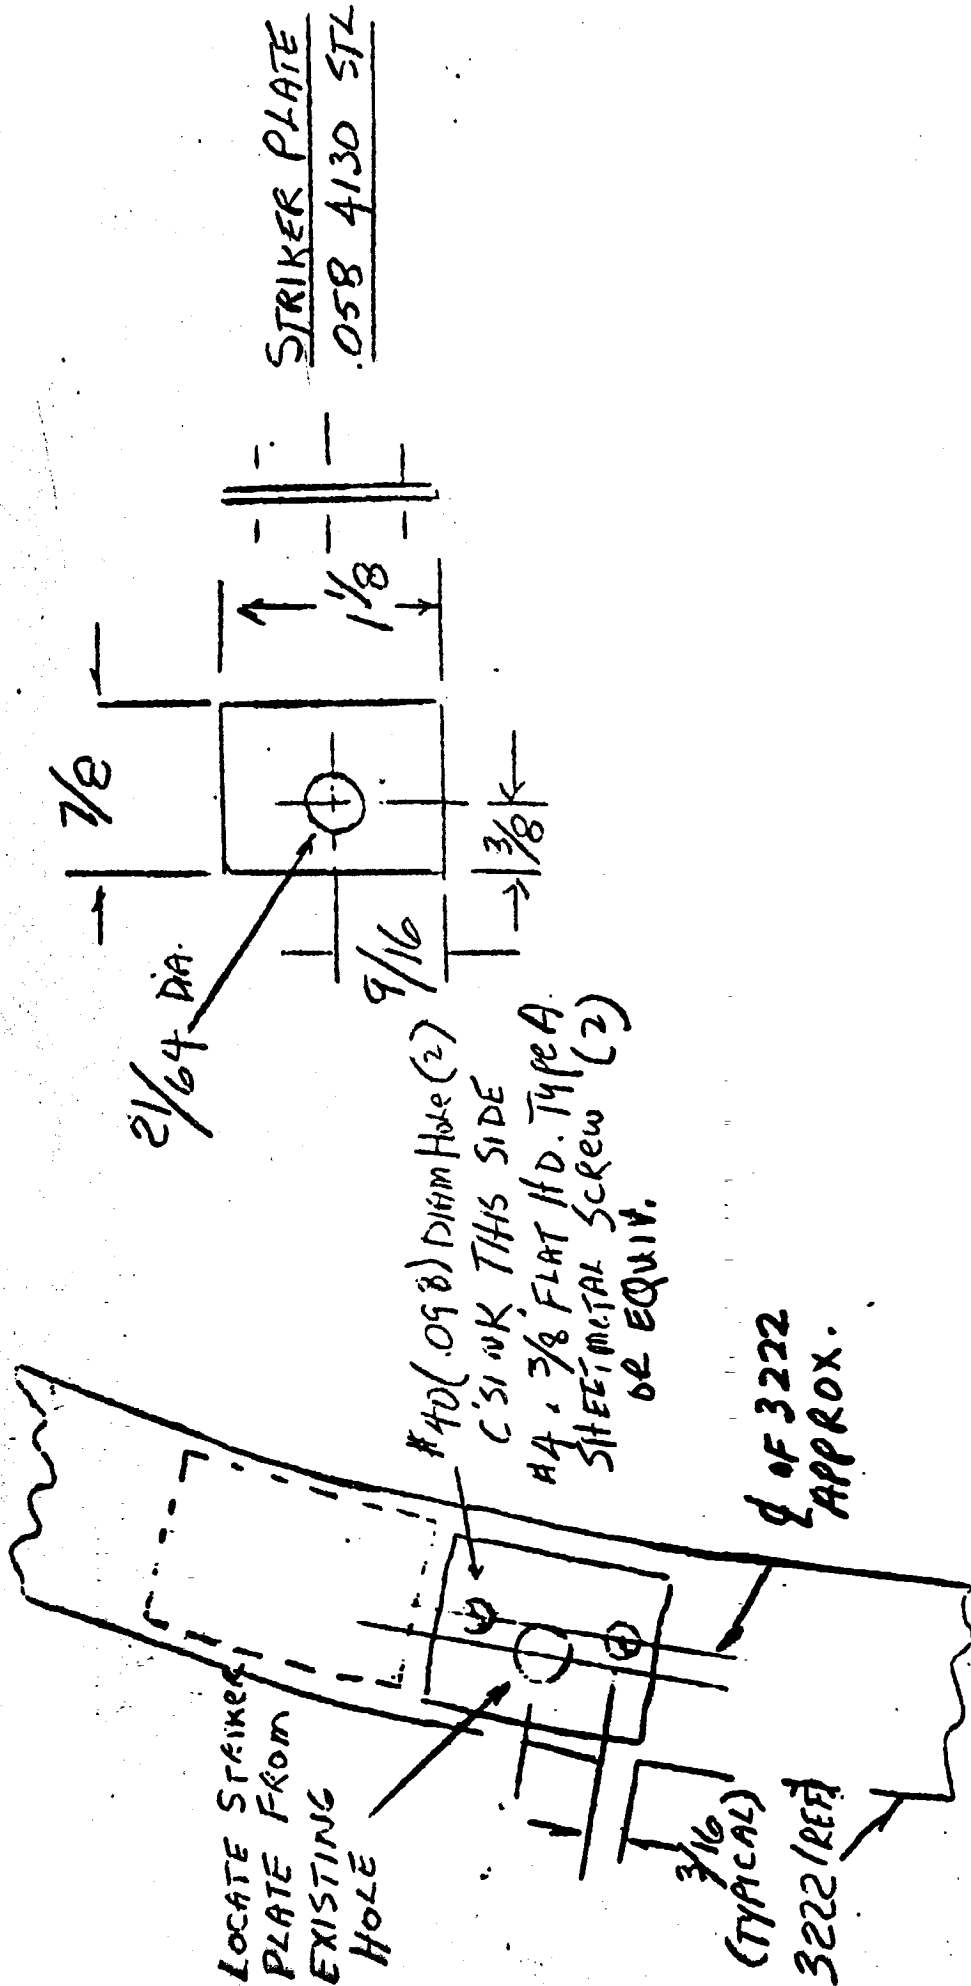 LOCATE STRIKER
PLATE FROM
EXISTING
HOLE
3/16
(TYPICAL)
3222 (REF)
#40 (.098) DIAM HOLE (2)
C'SINK THIS SIDE
#4 x 3/8 FLAT HD. TYPE A.
SHEET METAL SCREW (2)
OR EQUIV.
℄ OF 3222
APPROX.
21/64 DIA.
7/8
9/16
3/8
1 1/8
STRIKER PLATE
.058 4130 STL